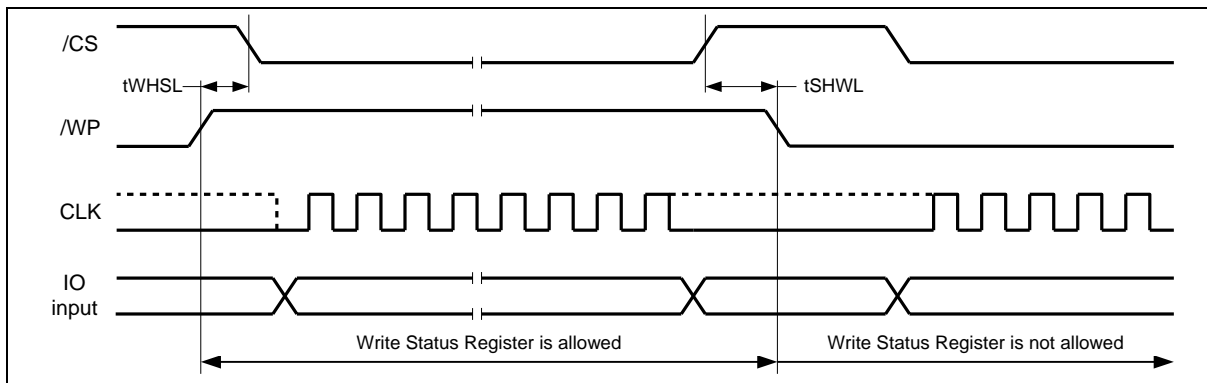 /CS
tWHSL
tSHWL
/WP
CLK
IO
input
Write Status Register is allowed
Write Status Register is not allowed